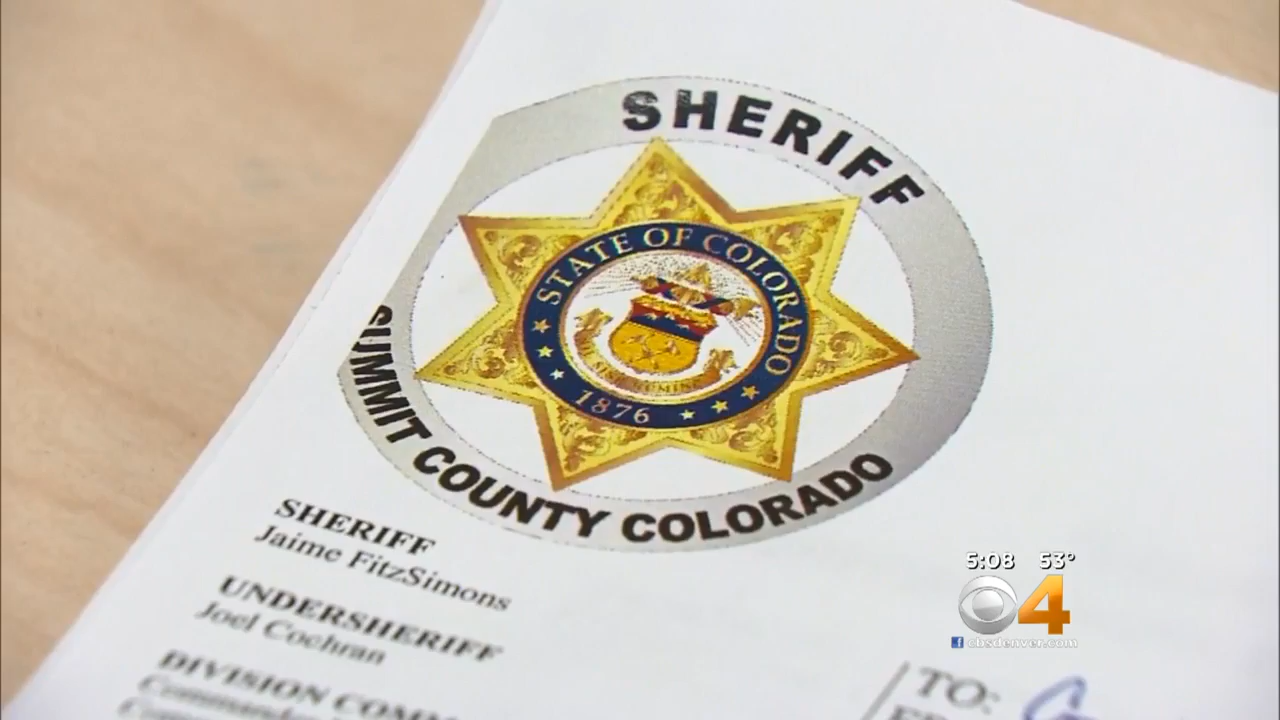 SHERIFF
STATE OF COLORADO
1876
SUMMIT COUNTY COLORADO
SHERIFF
Jaime FitzSimons
UNDERSHERIFF
Joel Cochran
DIVISION
TO:
5:08 53°
4
cbsdenver.com